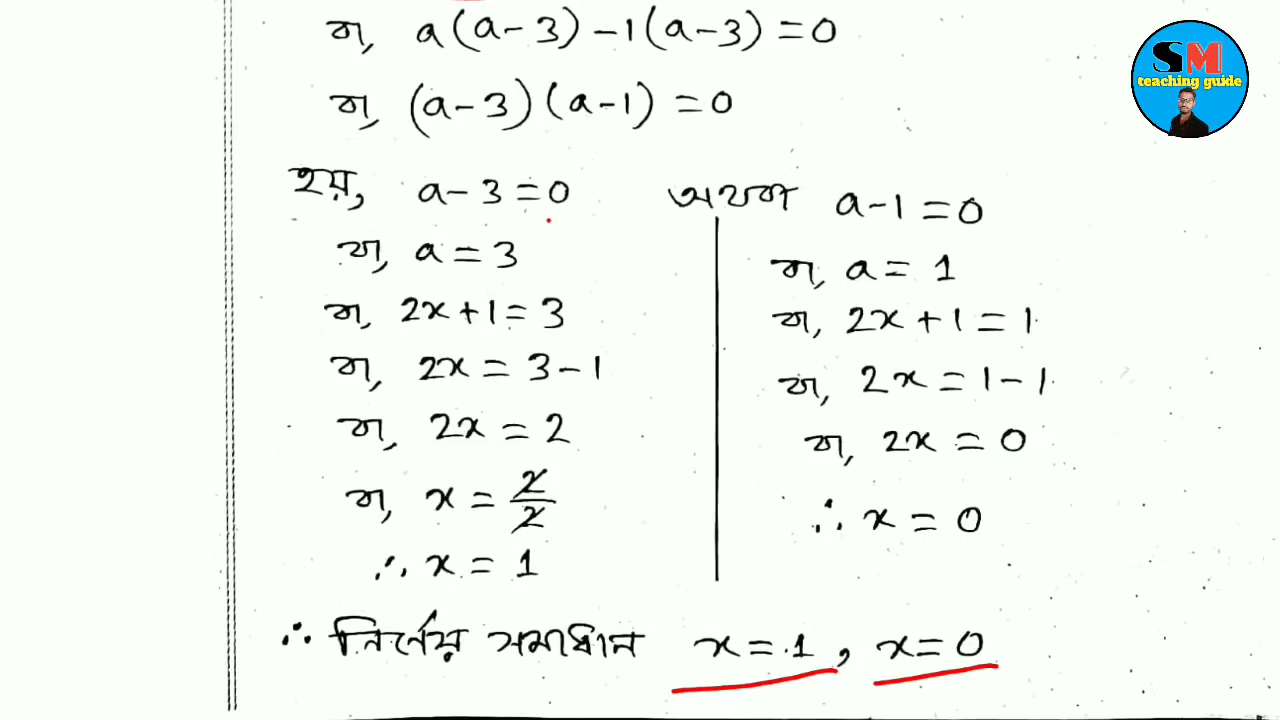 বা, a(a-3)-1(a-3)=0
বা, (a-3)(a-1)=0
SM
teaching guide
হয়, a-3=0
বা, a=3
বা, 2x+1=3
বা, 2x=3-1
বা, 2x=2
বা, x=2/2
∴ x=1
অথবা a-1=0
বা, a=1
বা, 2x+1=1
বা, 2x=1-1
বা, 2x=0
∴ x=0
∴ নির্ণেয় সমাধান x=1, x=0